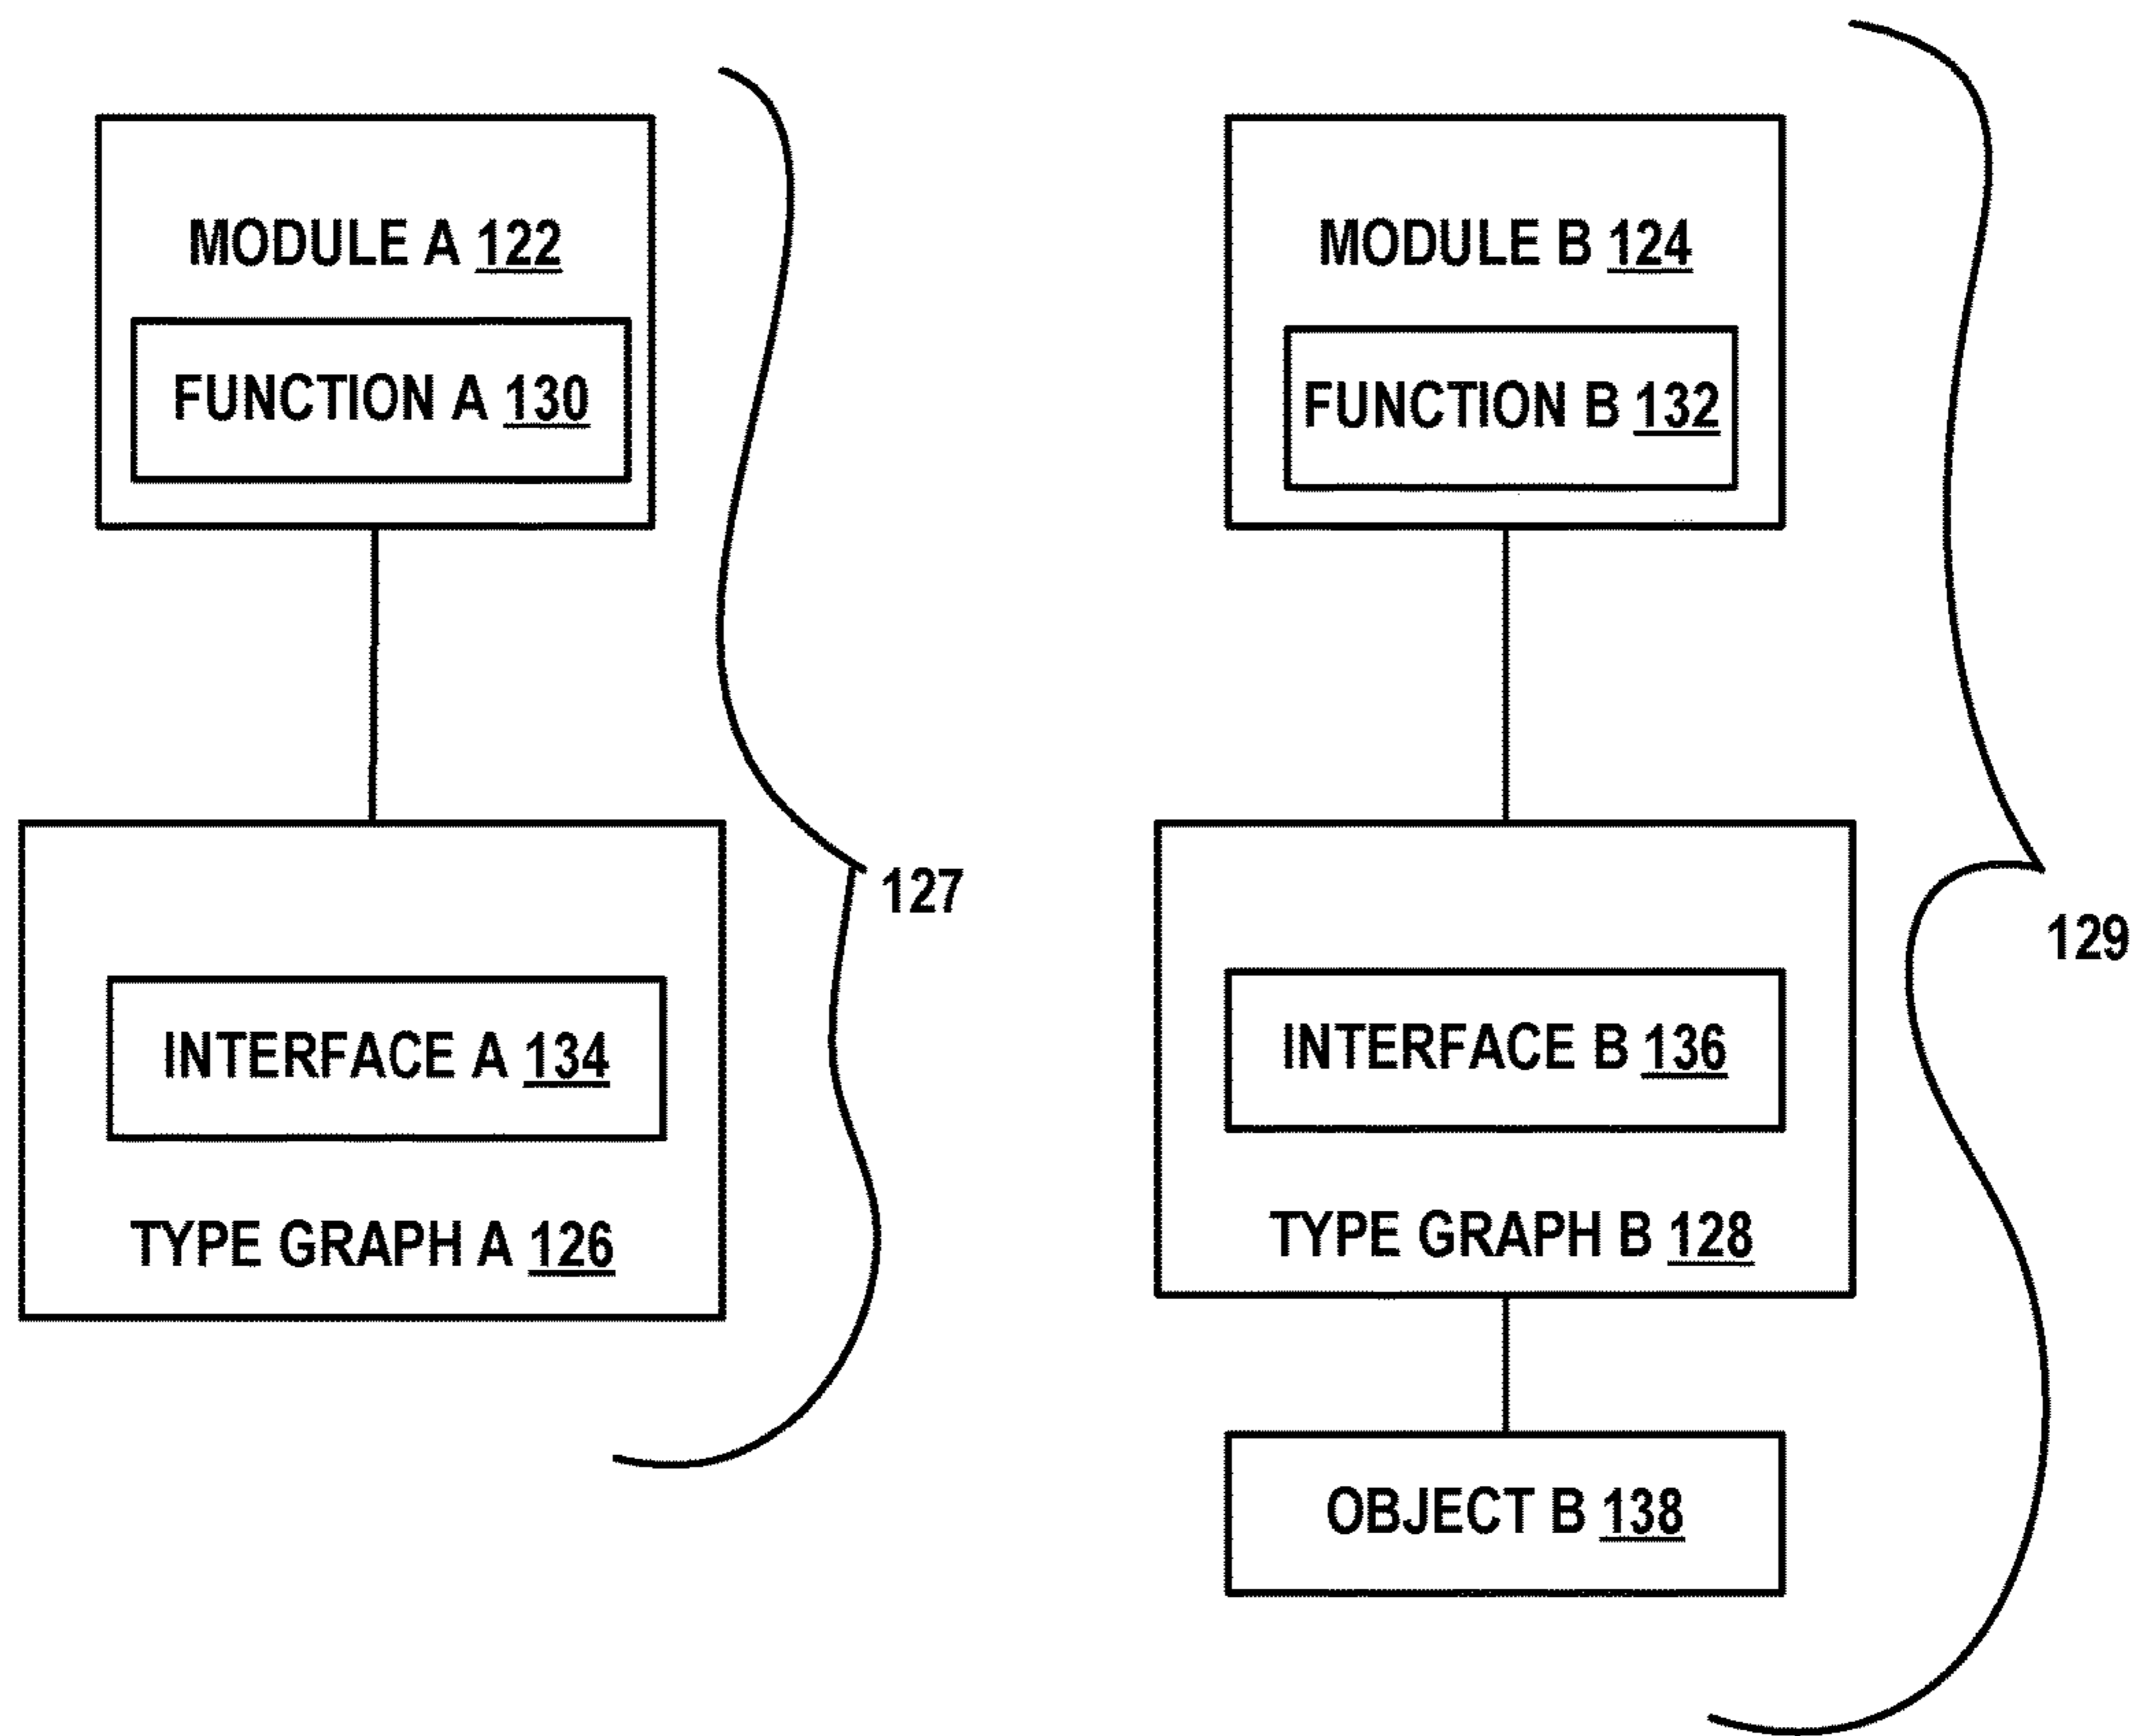 MODULE A 122
FUNCTION A 130
INTERFACE A 134
TYPE GRAPH A 126
127
MODULE B 124
FUNCTION B 132
INTERFACE B 136
TYPE GRAPH B 128
OBJECT B 138
129